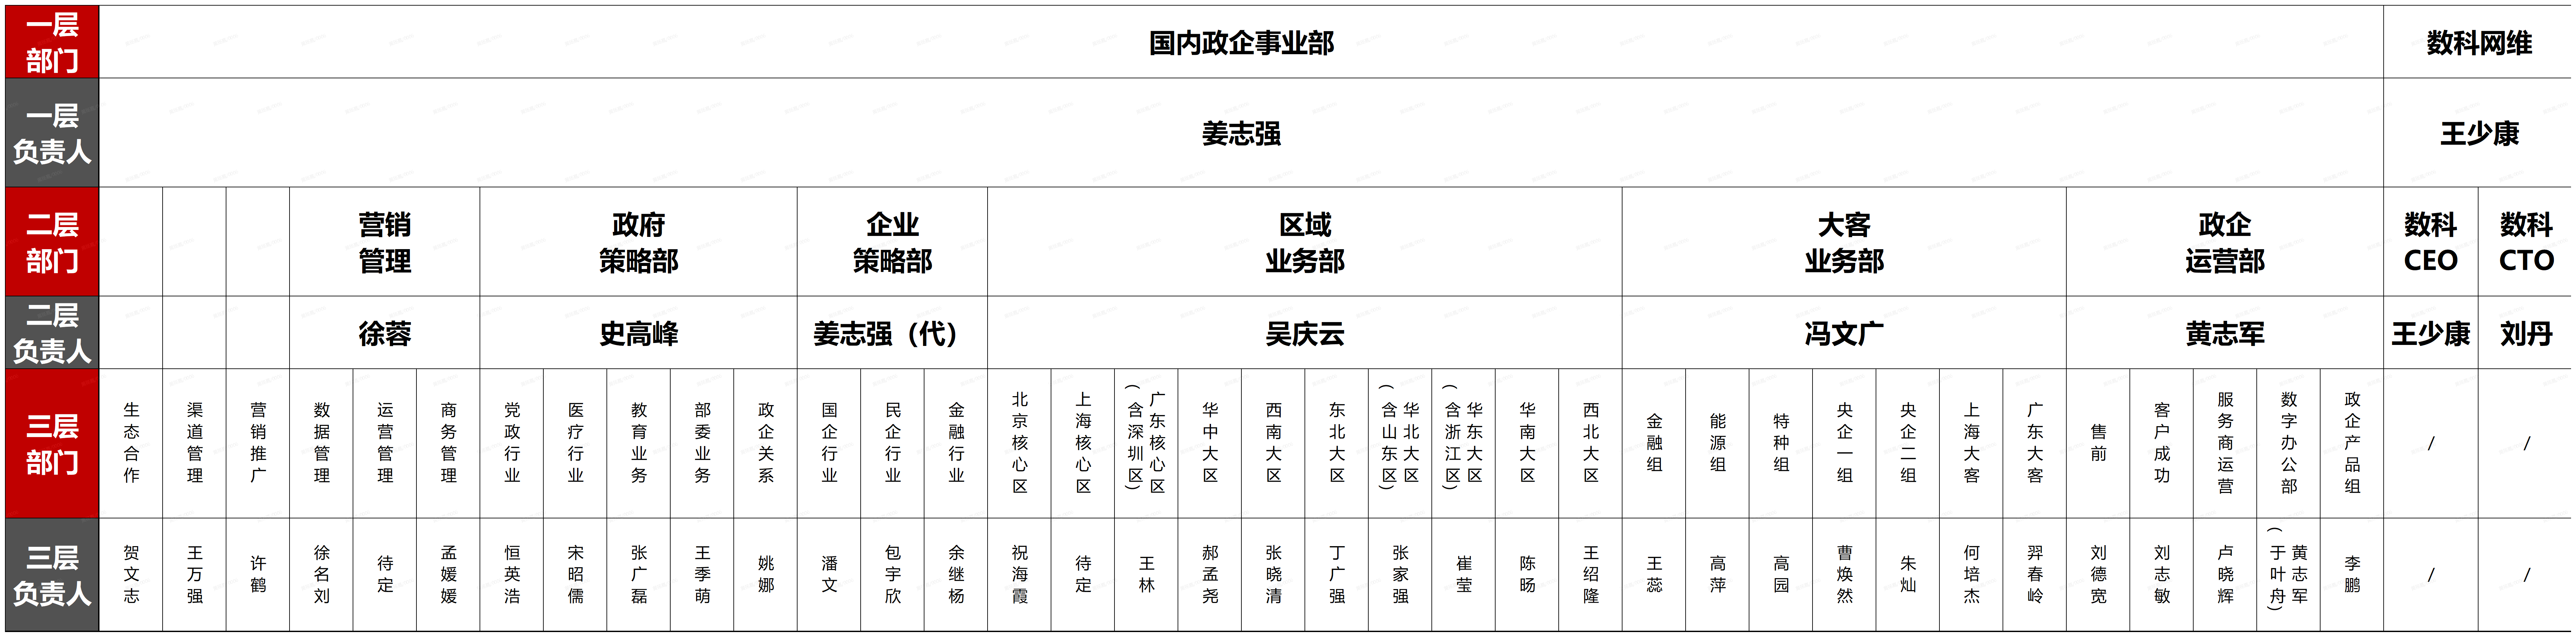 一层
部门
国内政企事业部
数科网维
一层
负责人
姜志强
王少康
二层
部门
营销
管理
政府
策略部
企业
策略部
区域
业务部
大客
业务部
政企
运营部
数科
CEO
数科
CTO
二层
负责人
徐蓉
史高峰
姜志强（代）
吴庆云
冯文广
黄志军
王少康
刘丹
三层
部门
生态合作
渠道管理
营销推广
数据管理
运营管理
商务管理
党政行业
医疗行业
教育业务
部委业务
政企关系
国企行业
民企行业
金融行业
北京核心区
上海核心区
广东核心区
（含深圳区）
华中大区
西南大区
东北大区
华北大区
（含山东区）
华东大区
（含浙江区）
华南大区
西北大区
金融组
能源组
特种组
央企一组
央企二组
上海大客
广东大客
售前
客户成功
服务商运营
数字办公部
政企产品组
/
/
三层
负责人
贺文志
王万强
许鹤
徐名刘
待定
孟媛媛
恒英浩
宋昭儒
张广磊
王季萌
姚娜
潘文
包宇欣
余继杨
祝海霞
待定
王林
郝孟尧
张晓清
丁广强
张家强
崔莹
陈旸
王绍隆
王蕊
高萍
高园
曹焕然
朱灿
何培杰
羿春岭
刘德宽
刘志敏
卢晓辉
黄志军
（于叶舟）
李鹏
/
/